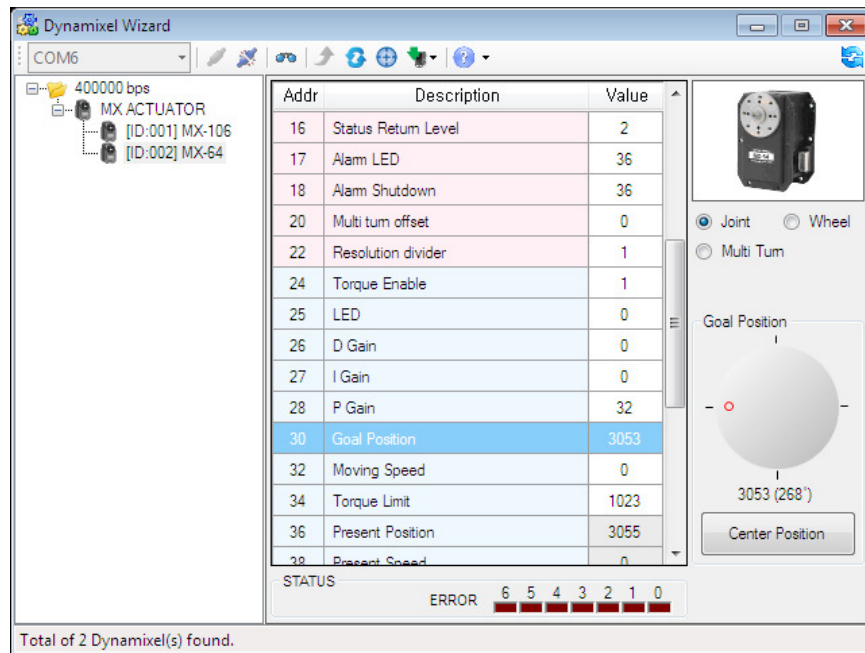 Dynamixel Wizard
COM6
400000 bps
MX ACTUATOR
[ID:001] MX-106
[ID:002] MX-64
Addr Description Value
16 Status Return Level 2
17 Alarm LED 36
18 Alarm Shutdown 36
20 Multi turn offset 0
22 Resolution divider 1
24 Torque Enable 1
25 LED 0
26 D Gain 0
27 I Gain 0
28 P Gain 32
30 Goal Position 3053
32 Moving Speed 0
34 Torque Limit 1023
36 Present Position 3055
38 Present Speed 0
Joint Wheel
Multi Turn
Goal Position
3053 (268˚)
Center Position
STATUS
ERROR 6 5 4 3 2 1 0
Total of 2 Dynamixel(s) found.